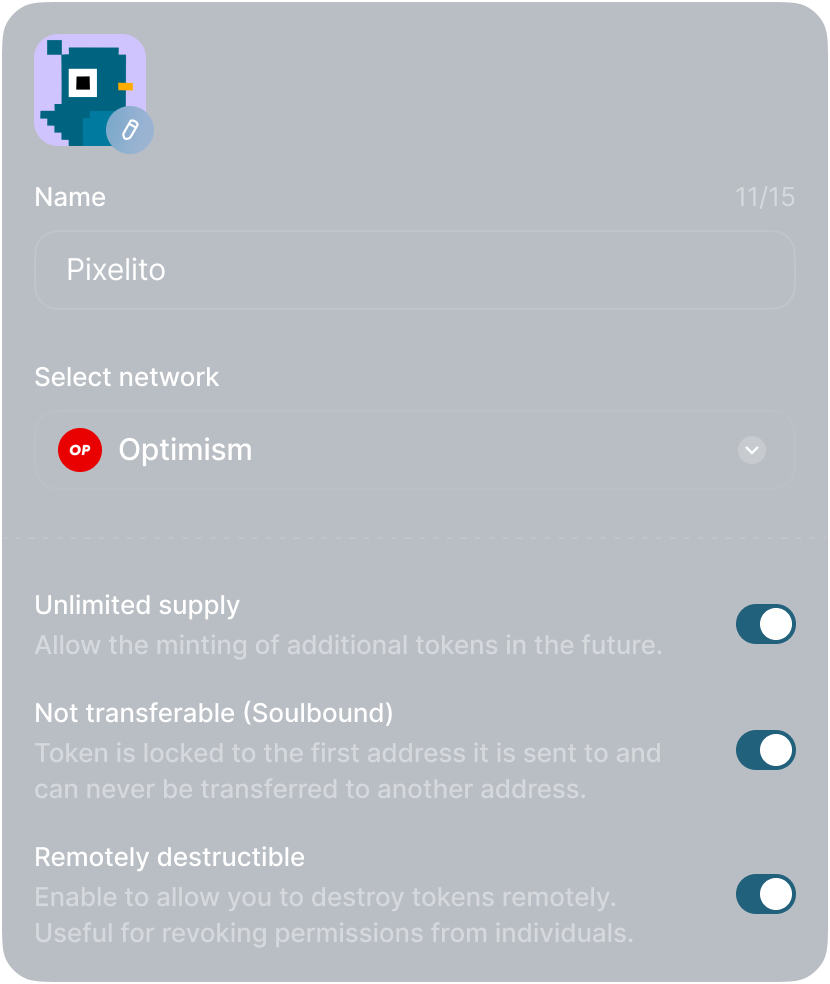 Name
11/15
Pixelito
Select network
OP
Optimism
Unlimited supply
Allow the minting of additional tokens in the future.
Not transferable (Soulbound)
Token is locked to the first address it is sent to and
can never be transferred to another address.
Remotely destructible
Enable to allow you to destroy tokens remotely.
Useful for revoking permissions from individuals.